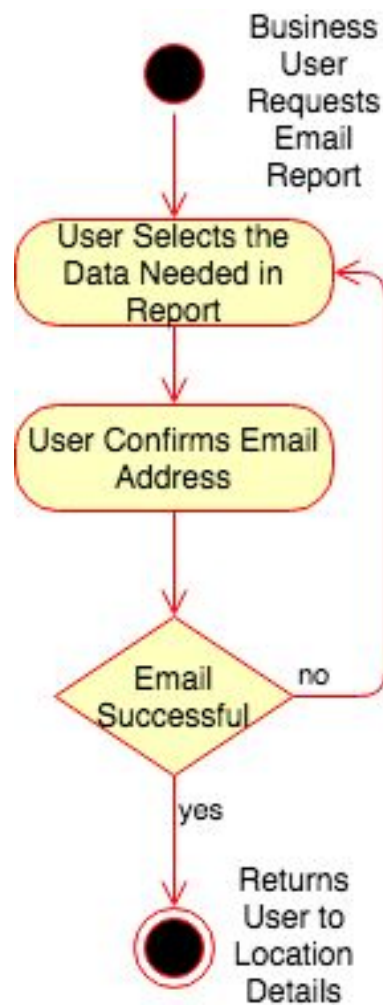 Business
User
Requests
Email
Report
User Selects the
Data Needed in
Report
User Confirms Email
Address
Email
Successful
no
yes
Returns
User to
Location
Details